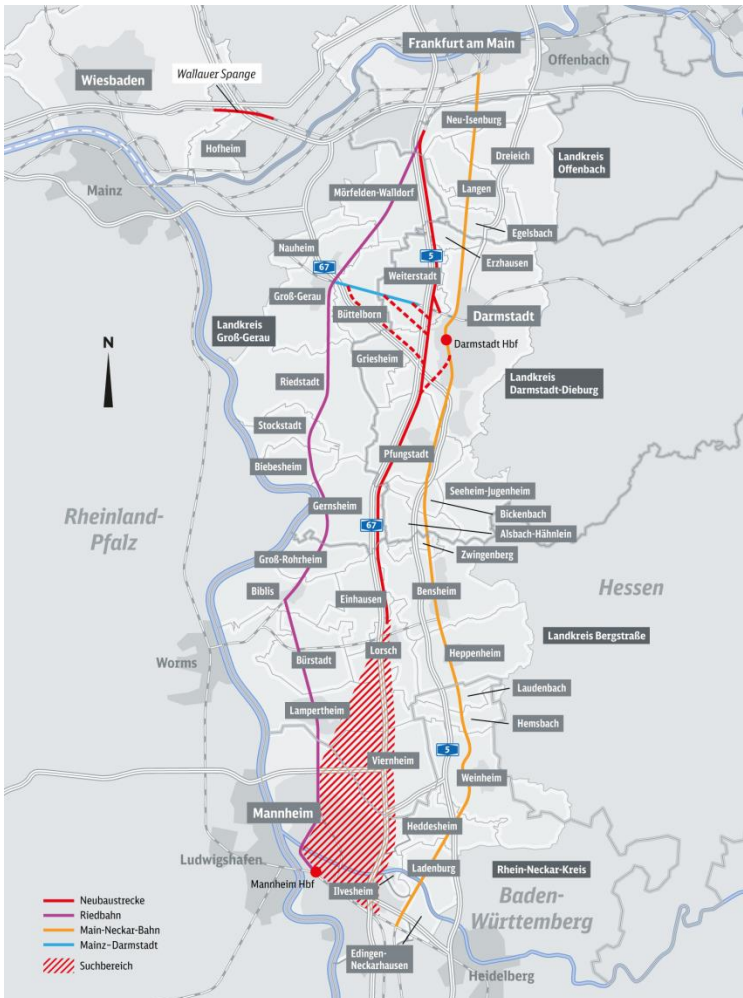 Frankfurt am Main
Offenbach
Wiesbaden
Wallauer Spange
Neu-Isenburg
Hofheim
Dreieich
Landkreis
Offenbach
Mainz
Mörfelden-Walldorf
Langen
Egelsbach
Nauheim
67
5
Erzhausen
Weiterstadt
Groß-Gerau
Büttelborn
Darmstadt
Landkreis
Groß-Gerau
Darmstadt Hbf
N
Griesheim
Riedstadt
Landkreis
Darmstadt-Dieburg
Stockstadt
Pfungstadt
Biebesheim
Seeheim-Jugenheim
Gernsheim
Bickenbach
Rheinland-
Pfalz
67
Alsbach-Hähnlein
Groß-Rohrheim
Zwingenberg
Biblis
Einhausen
Bensheim
Hessen
Worms
Lorsch
Landkreis Bergstraße
Bürstadt
Heppenheim
Laudenbach
Lampertheim
Hemsbach
5
Viernheim
Weinheim
Mannheim
Heddesheim
Ludwigshafen
Ladenburg
Rhein-Neckar-Kreis
Mannheim Hbf
Ilvesheim
Baden-
Württemberg
Neubaustrecke
Riedbahn
Main-Neckar-Bahn
Mainz–Darmstadt
Suchbereich
Edingen-
Neckarhausen
Heidelberg